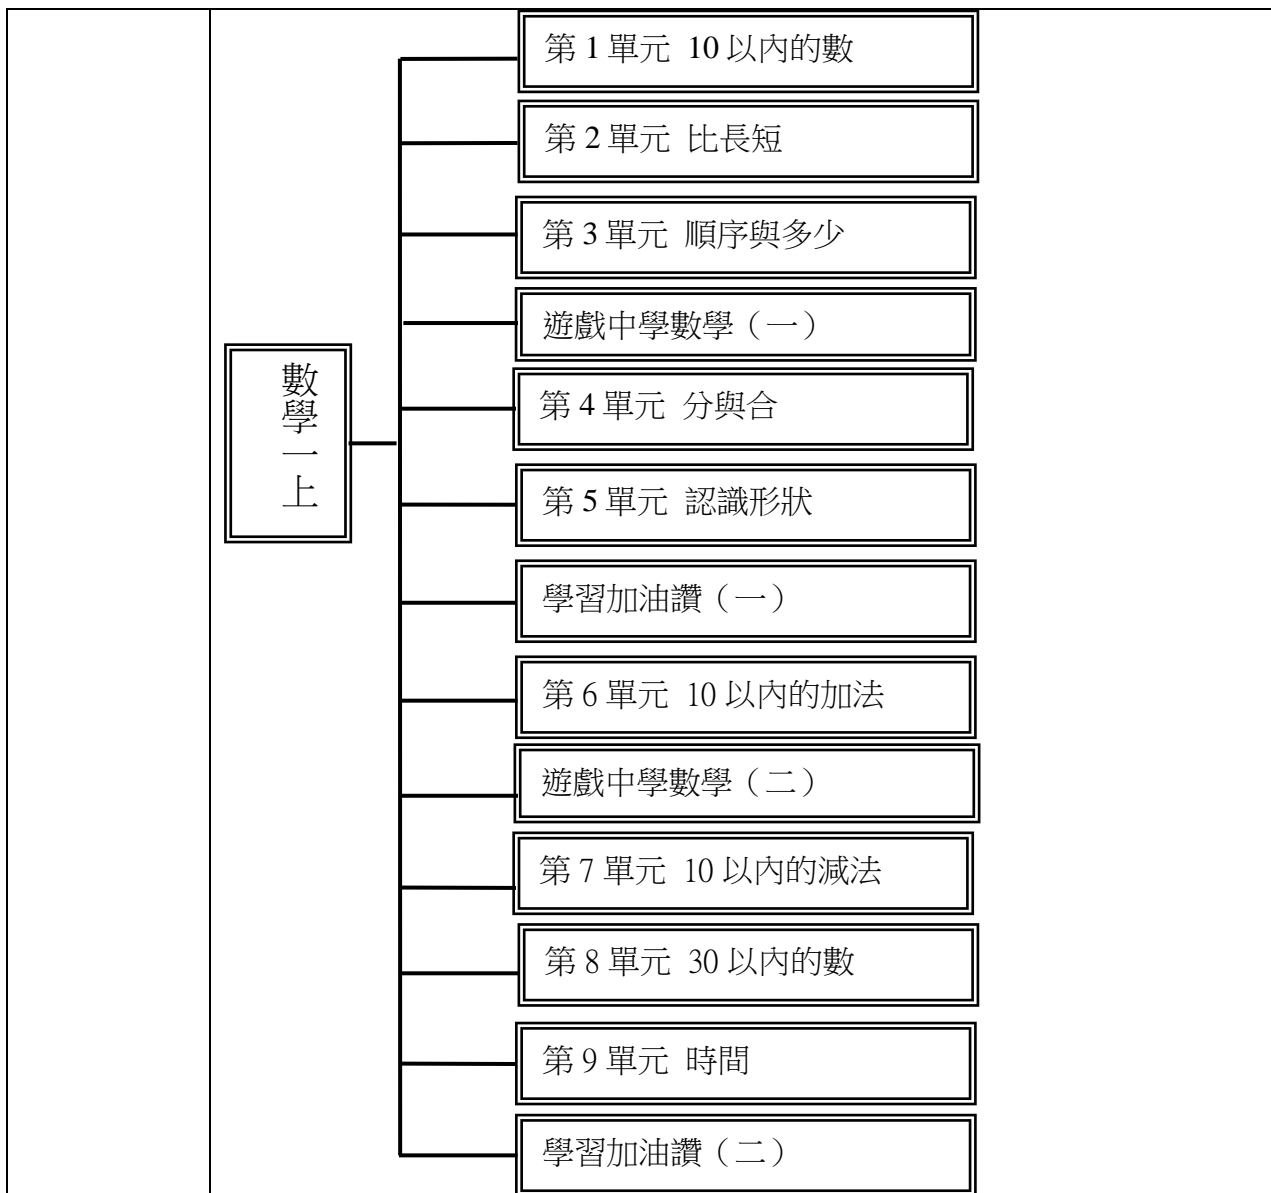 數學一上
第 1 單元 10 以內的數
第 2 單元 比長短
第 3 單元 順序與多少
遊戲中學數學（一）
第 4 單元 分與合
第 5 單元 認識形狀
學習加油讚（一）
第 6 單元 10 以內的加法
遊戲中學數學（二）
第 7 單元 10 以內的減法
第 8 單元 30 以內的數
第 9 單元 時間
學習加油讚（二）